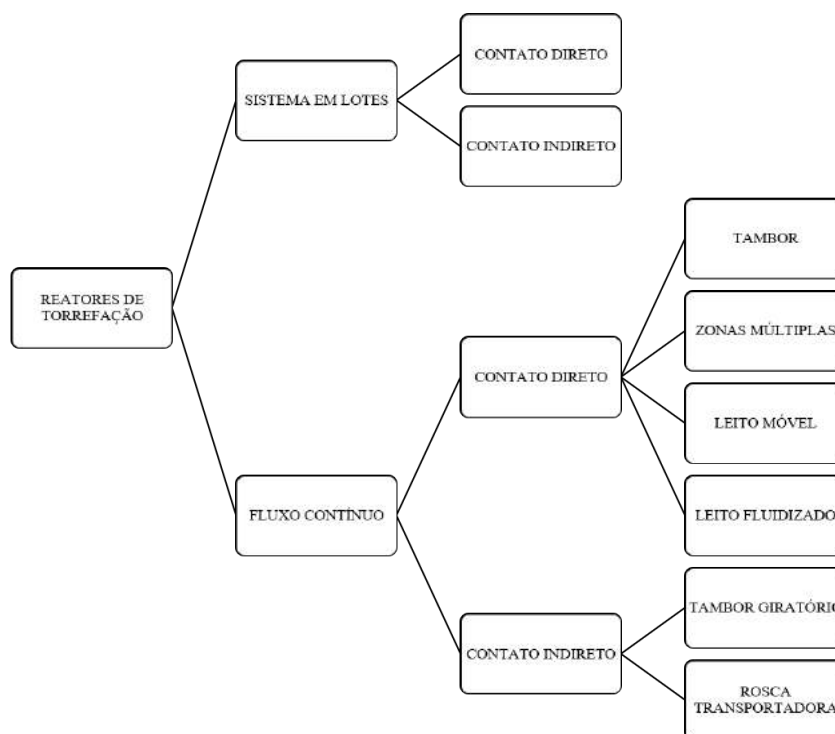 CONTATO DIRETO
SISTEMA EM LOTES
CONTATO INDIRETO
TAMBOR
REATORES DE
TORREFAÇÃO
ZONAS MÚLTIPLAS
CONTATO DIRETO
LEITO MÓVEL
FLUXO CONTÍNUO
LEITO FLUIDIZADO
TAMBOR GIRATÓRIO
CONTATO INDIRETO
ROSCA
TRANSPORTADORA